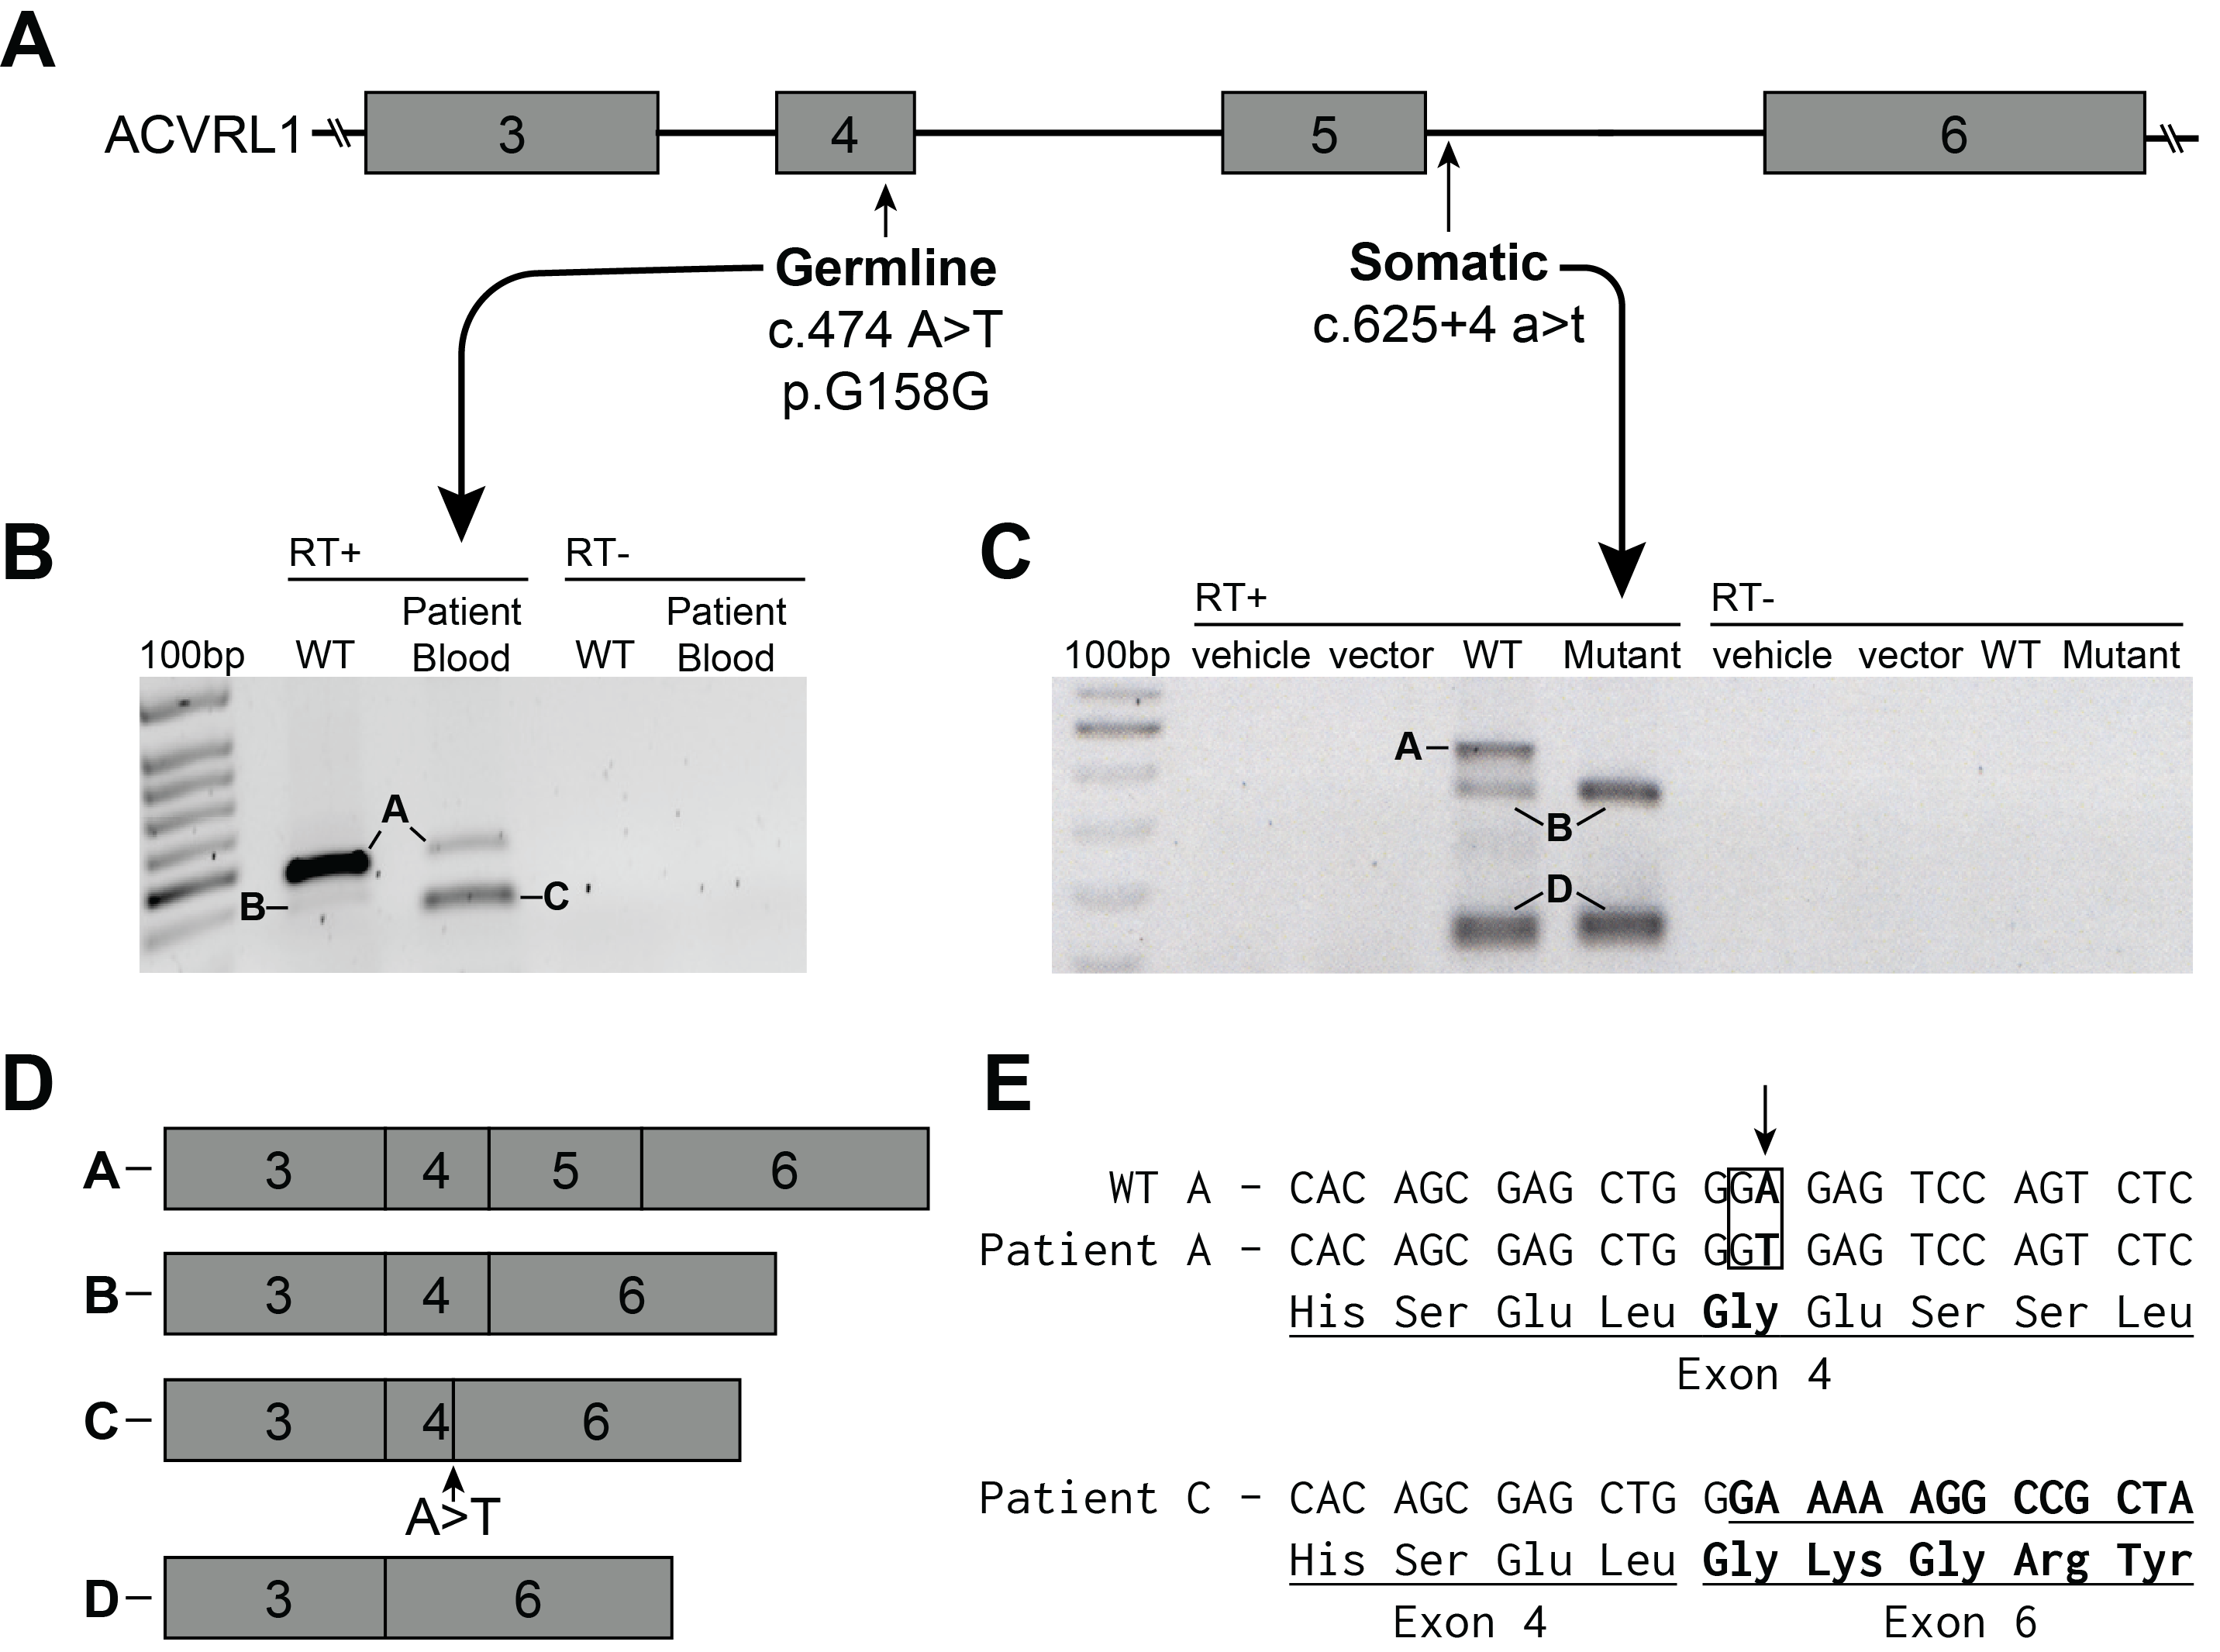 A
ACVRL1 3 4 5 6
Germline
c.474 A>T
p.G158G
Somatic
c.625+4 a>t
B
RT+ RT-
100bp WT Patient Blood WT Patient Blood
A
B
C
C
RT+ RT-
100bp vehicle vector WT Mutant vehicle vector WT Mutant
A
B
D
D
A 3 4 5 6
B 3 4 6
C 3 4 6
A>T
D 3 6
E
WT A - CAC AGC GAG CTG GGA GAG TCC AGT CTC
Patient A - CAC AGC GAG CTG GGT GAG TCC AGT CTC
His Ser Glu Leu Gly Glu Ser Ser Leu
Exon 4
Patient C - CAC AGC GAG CTG GGA AAA AGG CCG CTA
His Ser Glu Leu Gly Lys Gly Arg Tyr
Exon 4 Exon 6